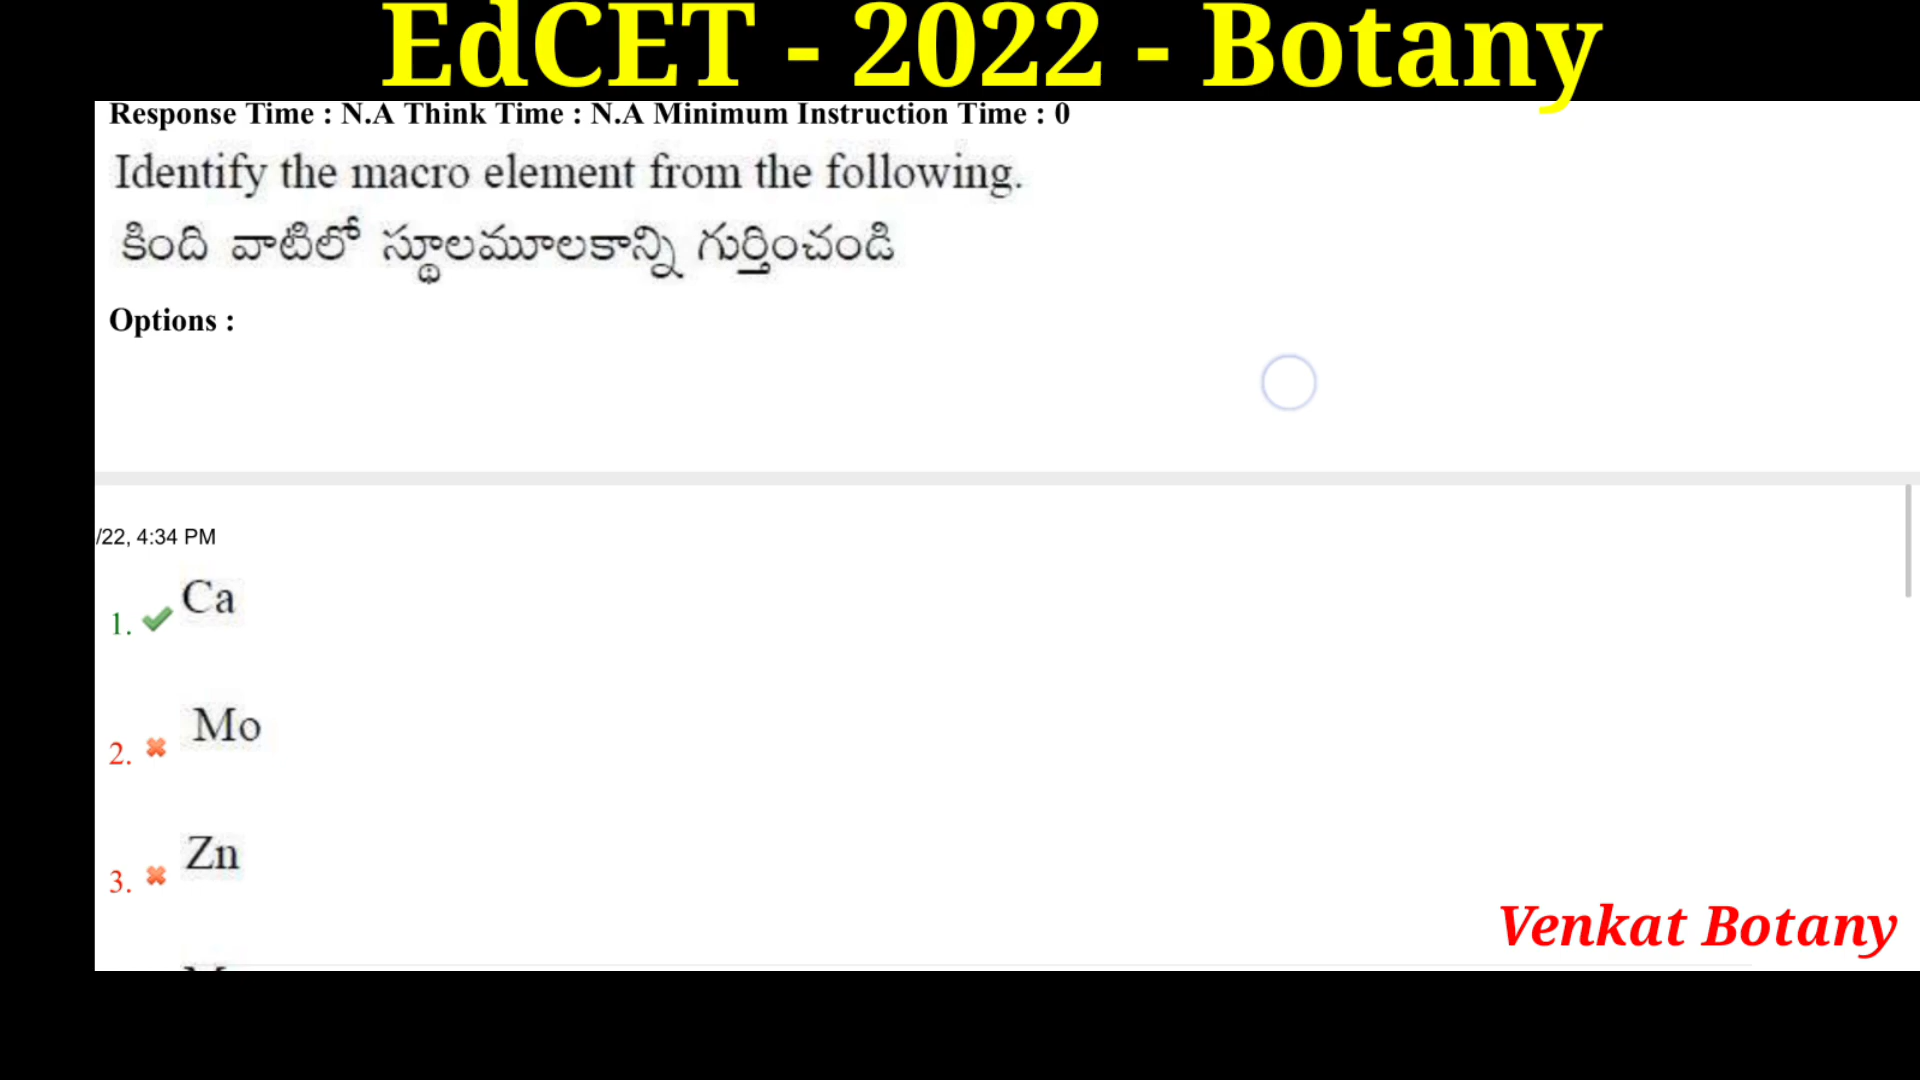 EdCET - 2022 - Botany
Response Time : N.A Think Time : N.A Minimum Instruction Time : 0
Identify the macro element from the following.
కింది వాటిలో స్థూలమూలకాన్ని గుర్తించండి
Options :
/22, 4:34 PM
1. Ca
2. Mo
3. Zn
Venkat Botany